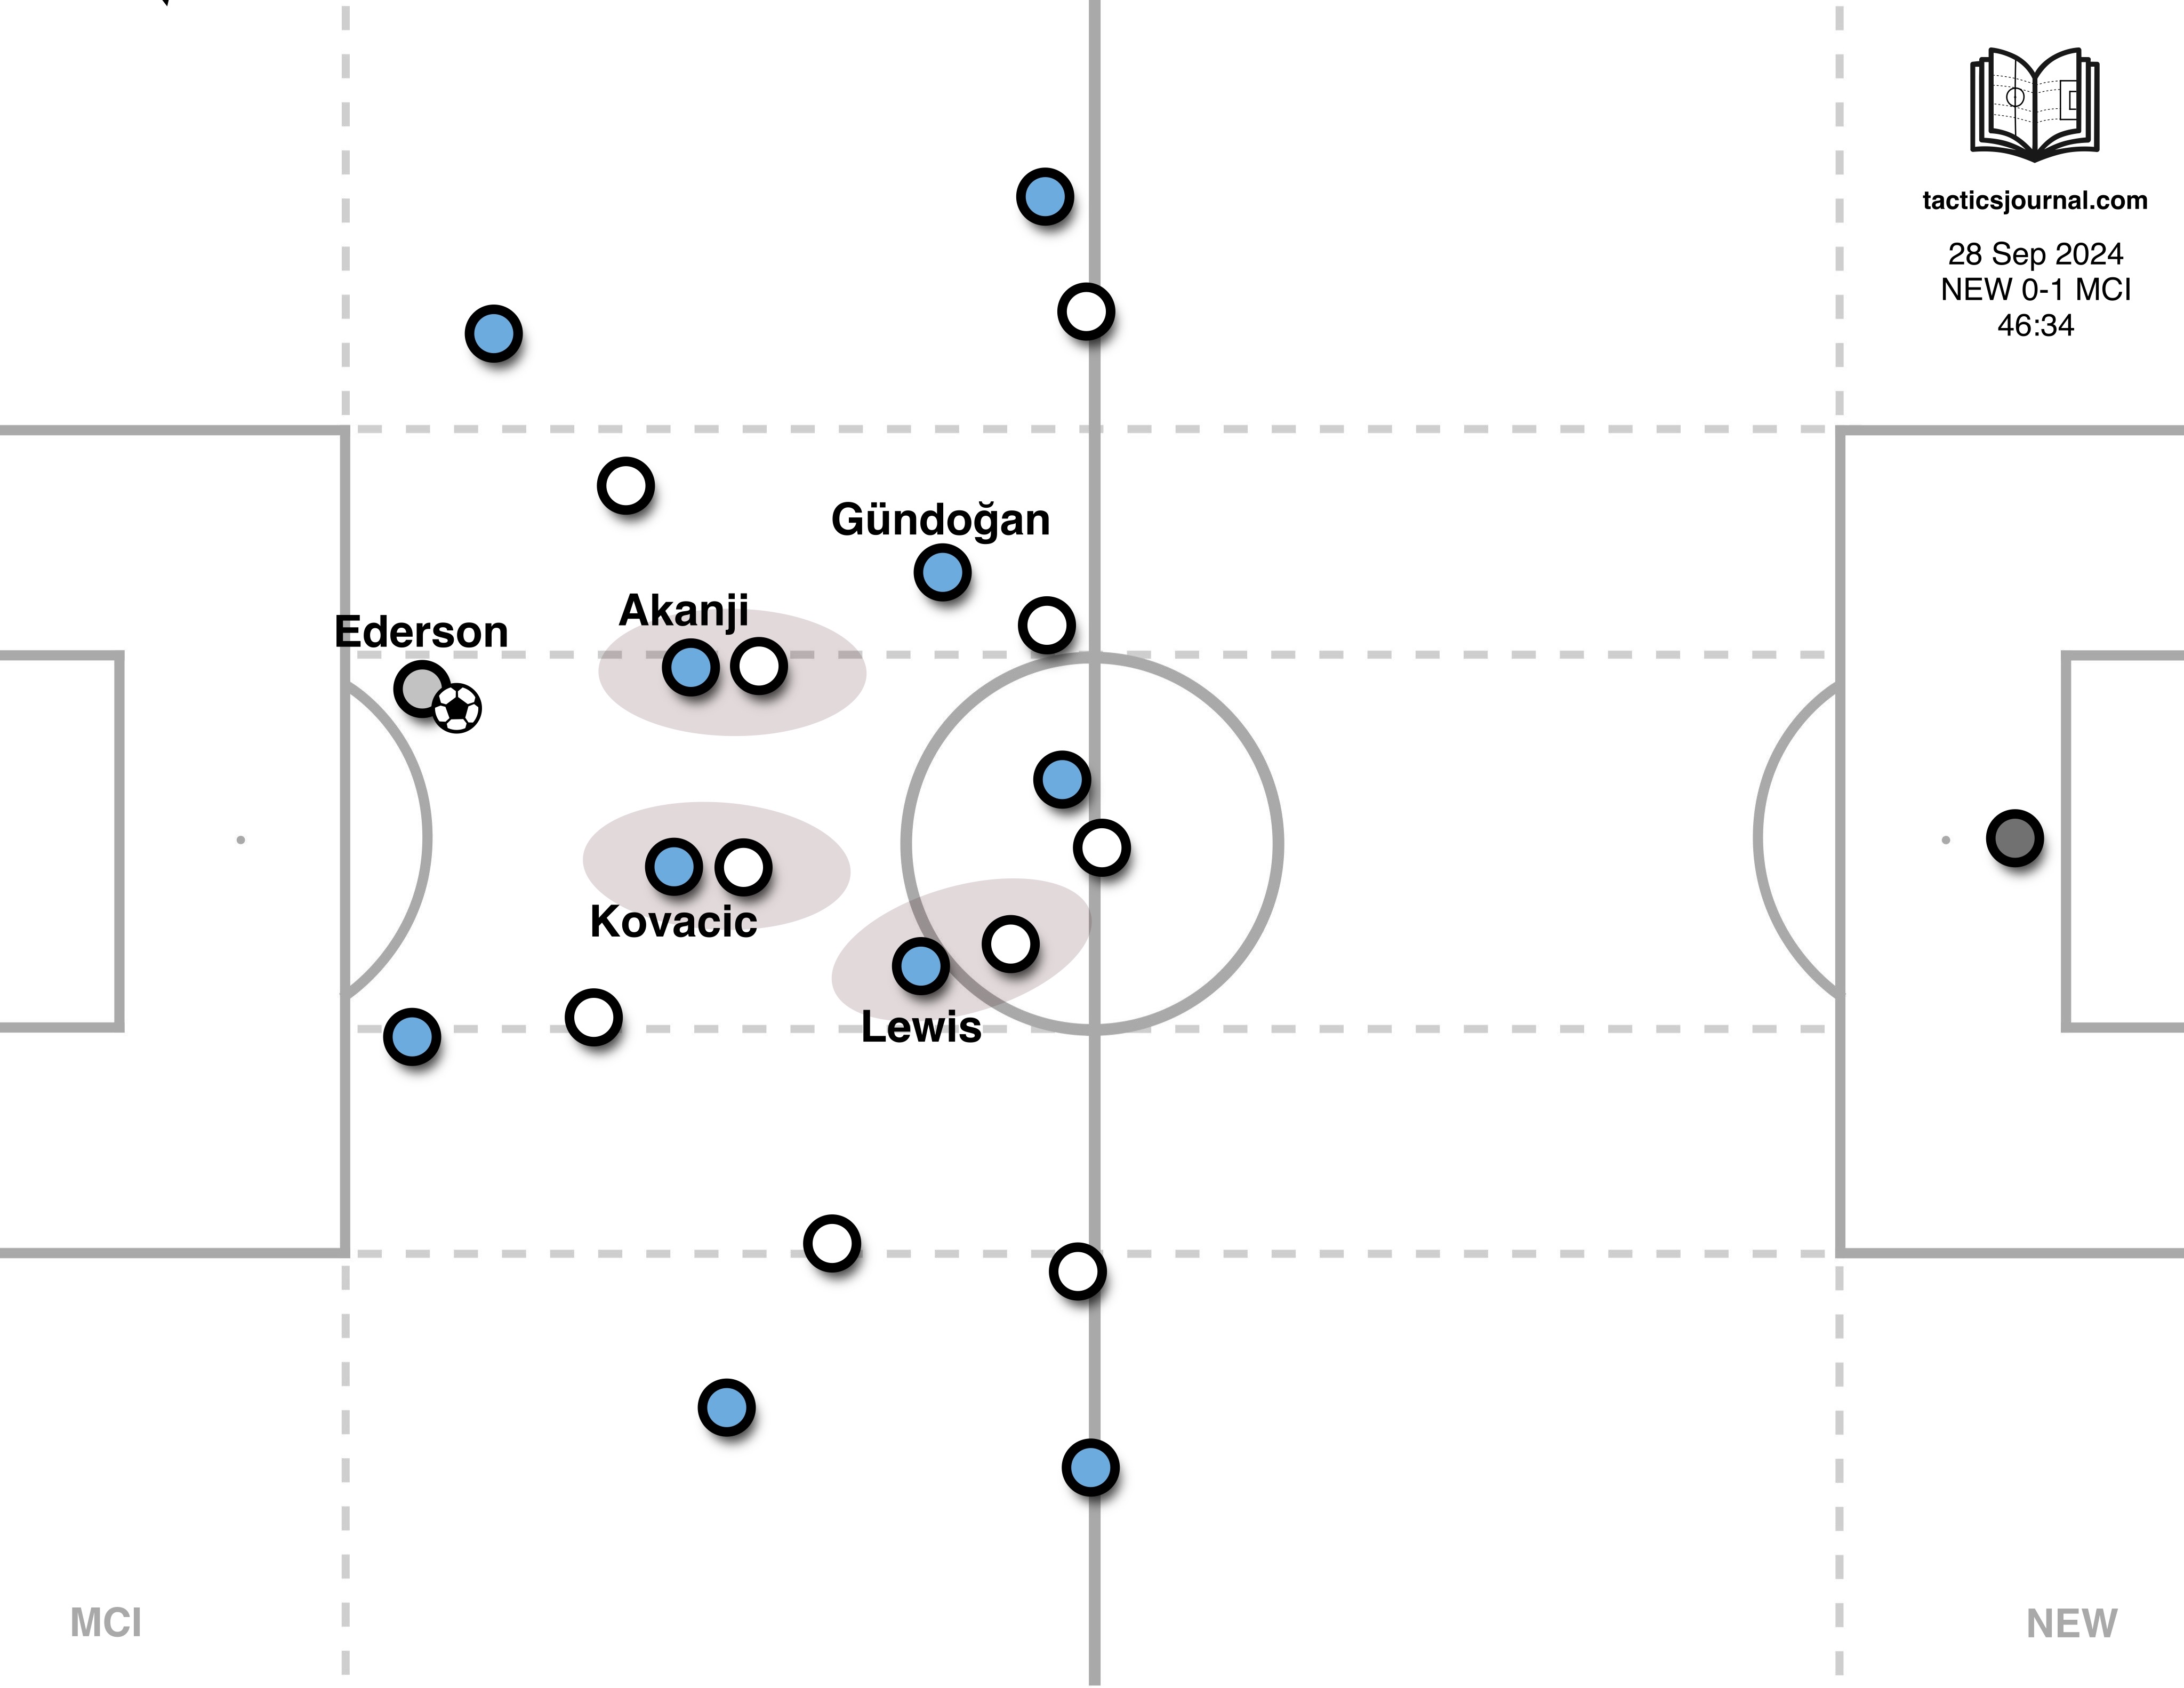 tacticsjournal.com
28 Sep 2024
NEW 0-1 MCI
46:34
Gündoğan
Akanji
Ederson
Kovacic
Lewis
MCI
NEW